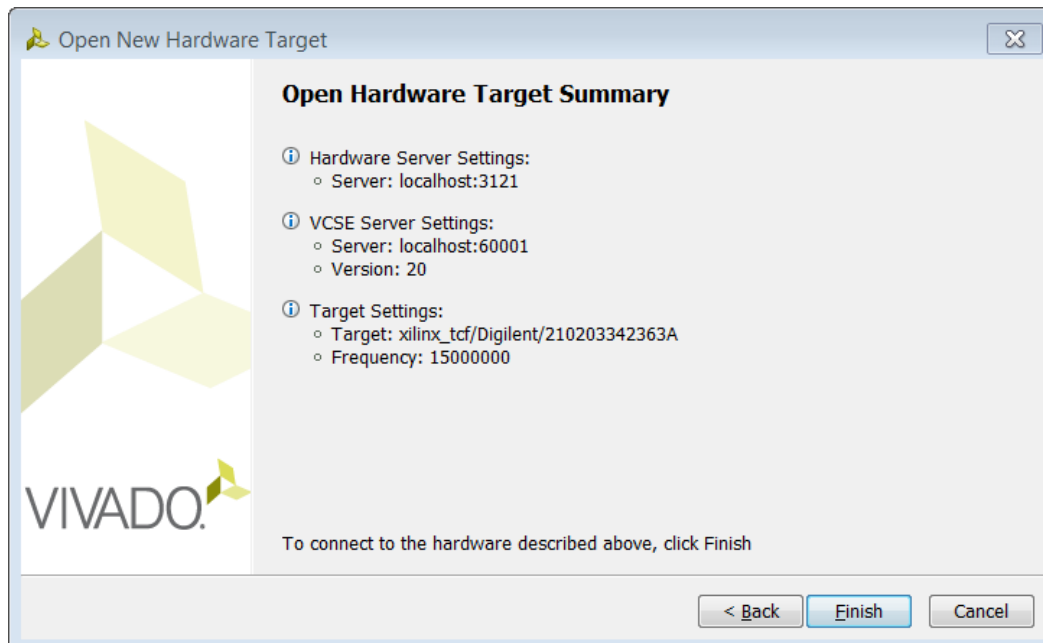 Open New Hardware Target
Open Hardware Target Summary
Hardware Server Settings:
Server: localhost:3121
VCSE Server Settings:
Server: localhost:60001
Version: 20
Target Settings:
Target: xilinx_tcf/Digilent/210203342363A
Frequency: 15000000
VIVADO.
To connect to the hardware described above, click Finish
< Back Finish Cancel